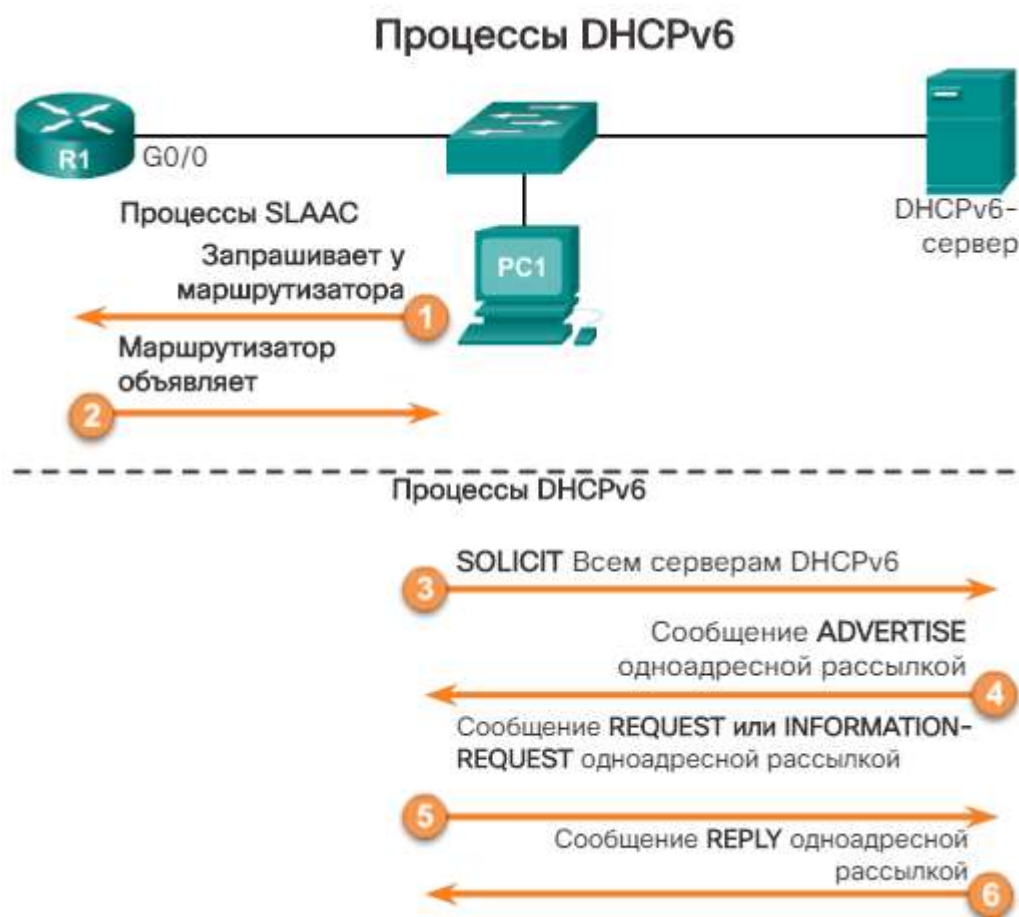 Процессы DHCPv6
R1
G0/0
DHCPv6-
сервер
Процессы SLAAC
PC1
Запрашивает у
маршрутизатора
1
Маршрутизатор
объявляет
2
Процессы DHCPv6
SOLICIT Всем серверам DHCPv6
3
Сообщение ADVERTISE
одноадресной рассылкой
4
Сообщение REQUEST или INFORMATION-
REQUEST одноадресной рассылкой
5
Сообщение REPLY одноадресной
рассылкой
6